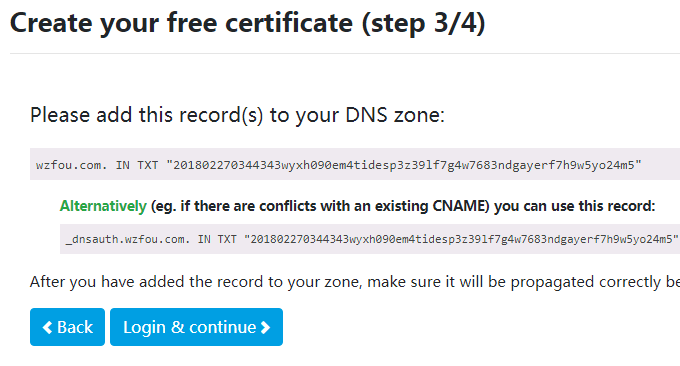 Create your free certificate (step 3/4)
Please add this record(s) to your DNS zone:
wzfou.com. IN TXT "201802270344343wyxh090em4tidesp3z39lf7g4w7683ndgayerf7h9w5yo24m5"
Alternatively (eg. if there are conflicts with an existing CNAME) you can use this record:
_dnsauth.wzfou.com. IN TXT "201802270344343wyxh090em4tidesp3z39lf7g4w7683ndgayerf7h9w5yo24m5"
After you have added the record to your zone, make sure it will be propagated correctly be
Back
Login & continue